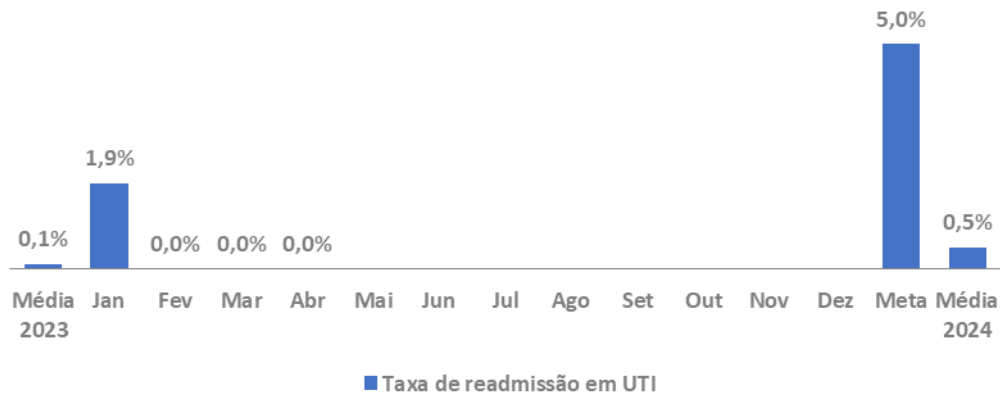 5,0%
1,9%
0,1% 0,0% 0,0% 0,0% 0,5%
Média Jan Fev Mar Abr Mai Jun Jul Ago Set Out Nov Dez Meta Média
2023 2024
Taxa de readmissão em UTI